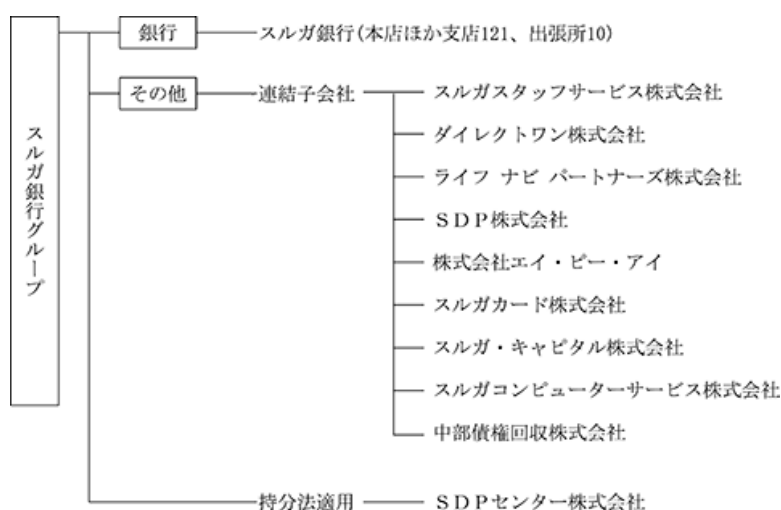 スルガ銀行グループ
銀行
スルガ銀行(本店ほか支店121、出張所10)
その他
連結子会社
スルガスタッフサービス株式会社
ダイレクトワン株式会社
ライフ ナビ パートナーズ株式会社
ＳＤＰ株式会社
株式会社エイ・ピー・アイ
スルガカード株式会社
スルガ・キャピタル株式会社
スルガコンピューターサービス株式会社
中部債権回収株式会社
持分法適用
ＳＤＰセンター株式会社